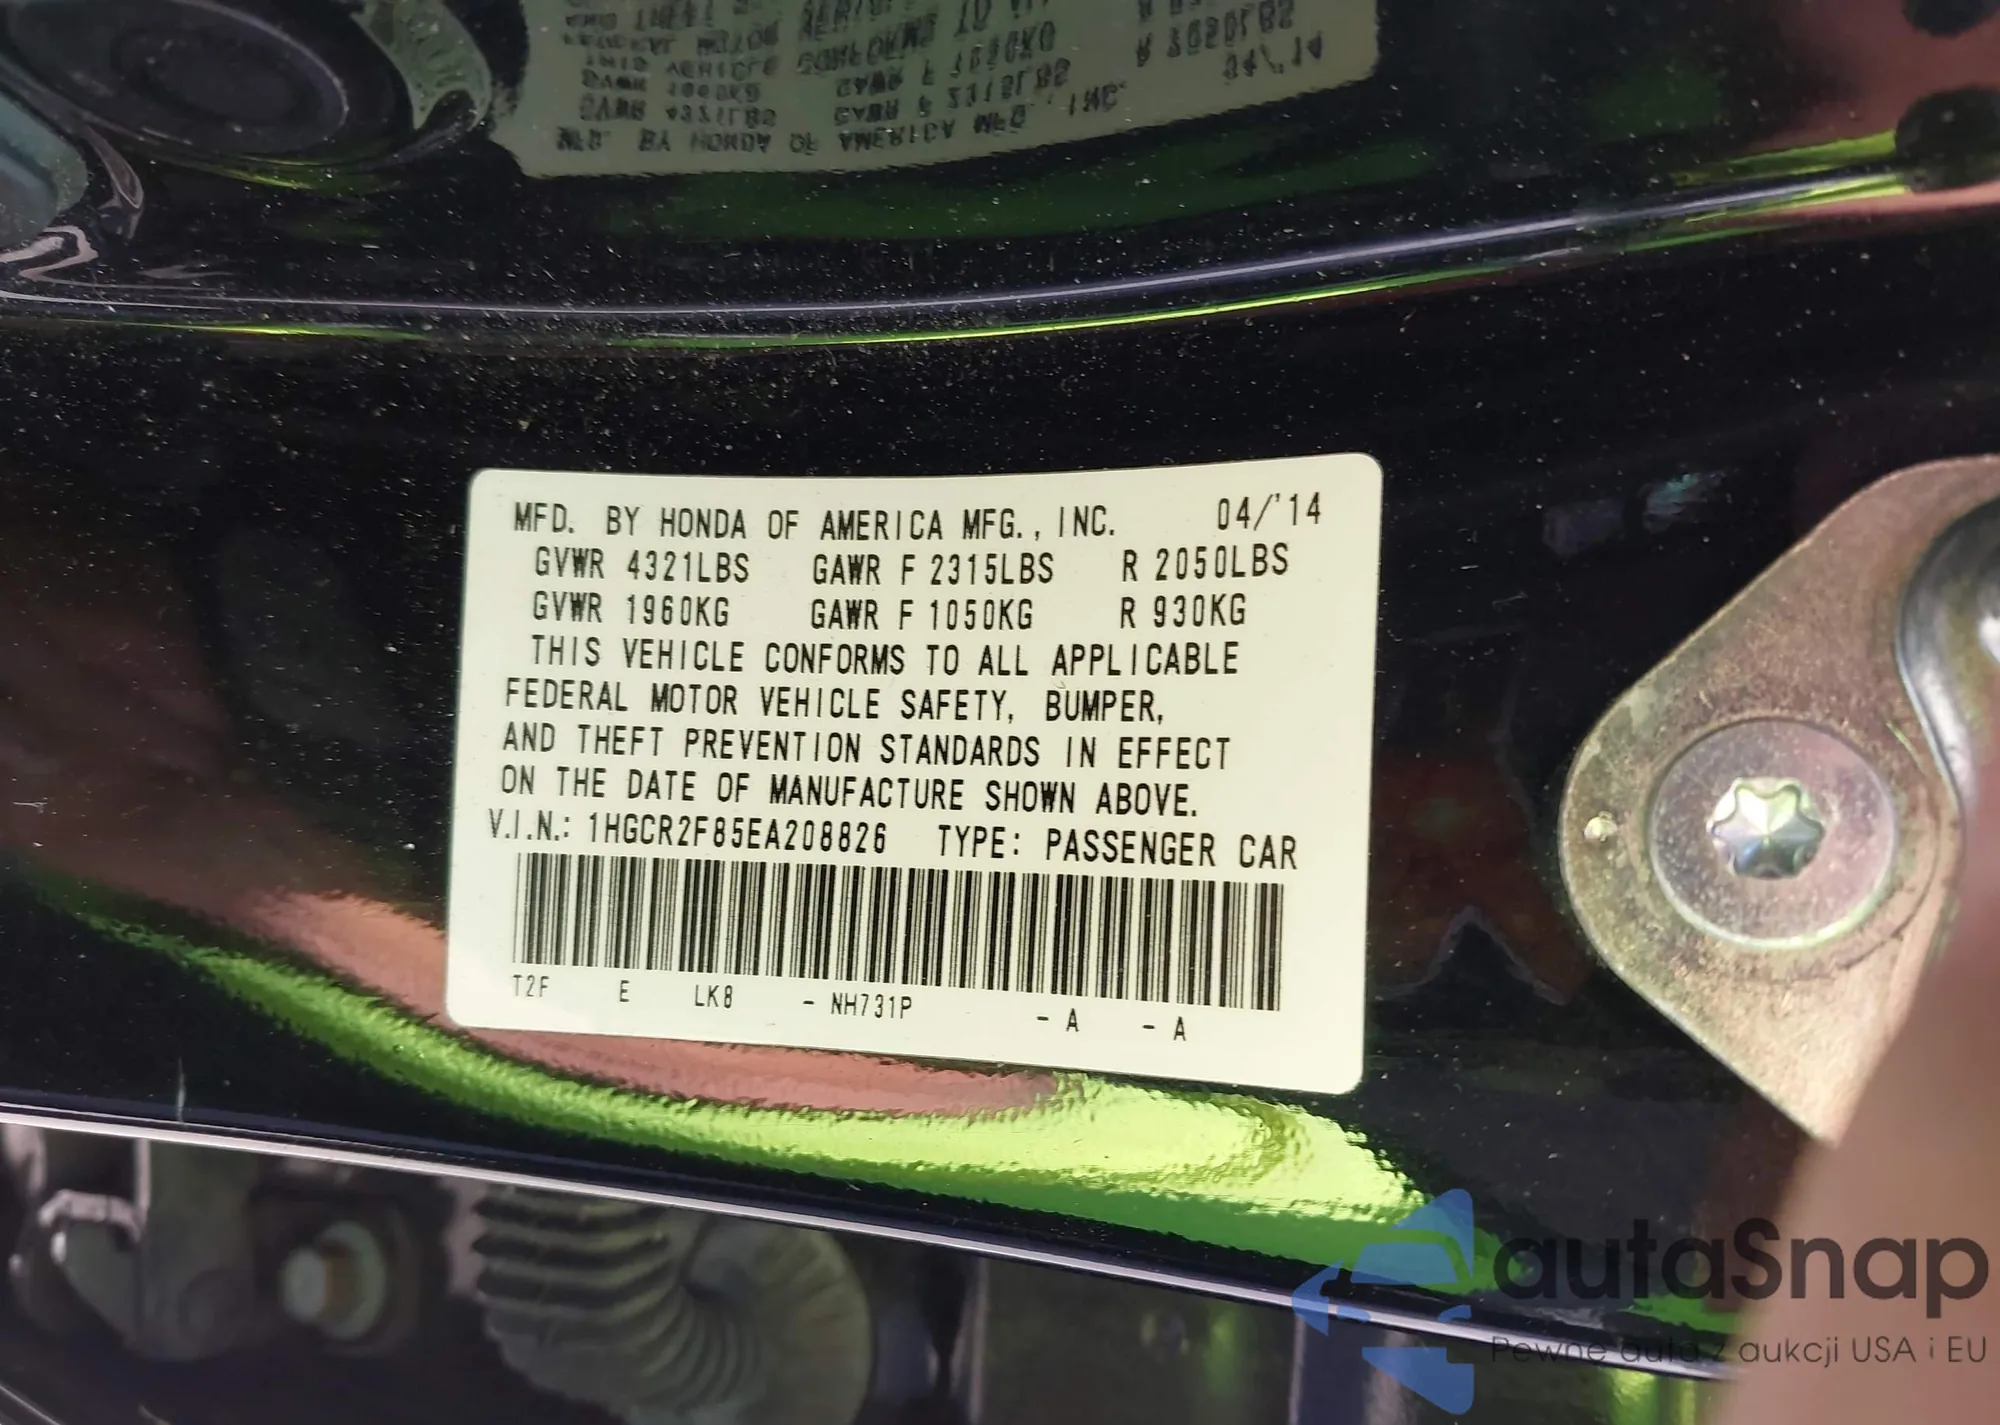 MFD. BY HONDA OF AMERICA MFG., INC. 04/'14
GVWR 4321LBS GAWR F 2315LBS R 2050LBS
GVWR 1960KG GAWR F 1050KG R 930KG
THIS VEHICLE CONFORMS TO ALL APPLICABLE
FEDERAL MOTOR VEHICLE SAFETY, BUMPER,
AND THEFT PREVENTION STANDARDS IN EFFECT
ON THE DATE OF MANUFACTURE SHOWN ABOVE.
V.I.N.: 1HGCR2F85EA208826 TYPE: PASSENGER CAR
T2F E LK8 - NH731P - A - A
autaSnap
Pewne auta z aukcji USA i EU